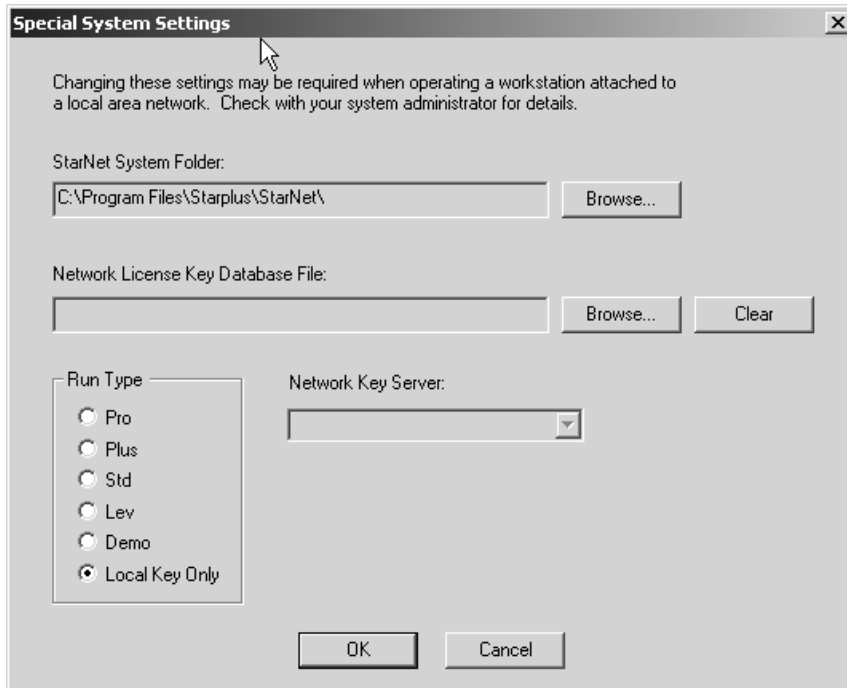 Special System Settings
Changing these settings may be required when operating a workstation attached to
a local area network. Check with your system administrator for details.
StarNet System Folder:
C:\Program Files\Starplus\StarNet\
Browse...
Network License Key Database File:
Browse...
Clear
Run Type
Pro
Plus
Std
Lev
Demo
Local Key Only
Network Key Server:
OK
Cancel